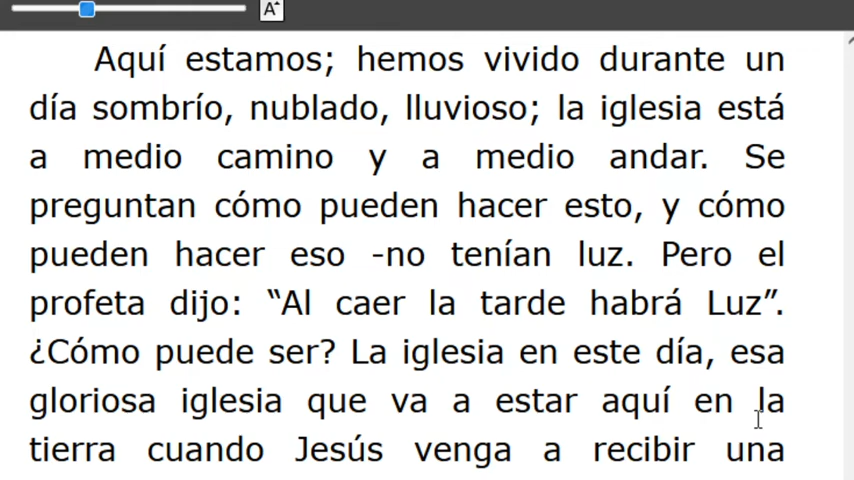 A
Aquí estamos; hemos vivido durante un
día sombrío, nublado, lluvioso; la iglesia está
a medio camino y a medio andar. Se
preguntan cómo pueden hacer esto, y cómo
pueden hacer eso -no tenían luz. Pero el
profeta dijo: “Al caer la tarde habrá Luz”.
¿Cómo puede ser? La iglesia en este día, esa
gloriosa iglesia que va a estar aquí en la
tierra cuando Jesús venga a recibir una